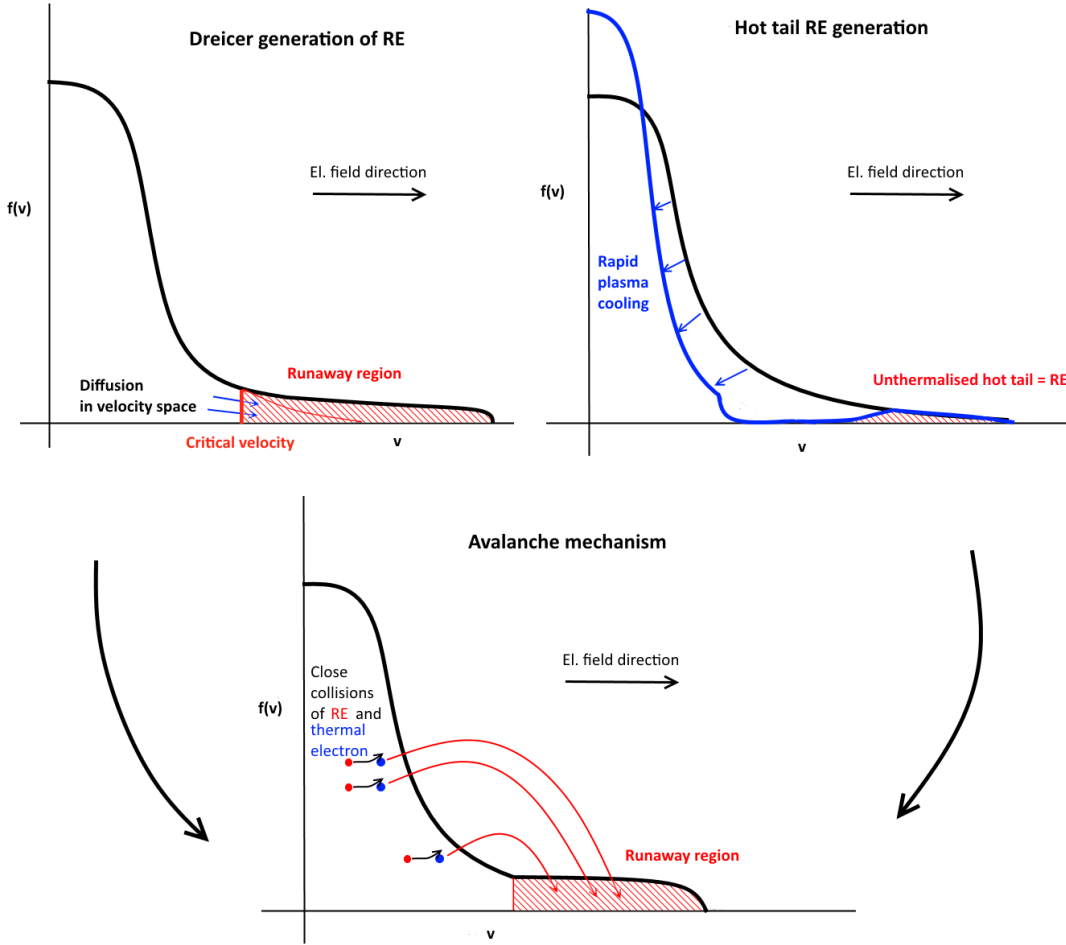 Dreicer generation of RE
El. field direction
f(v)
Runaway region
Diffusion
in velocity space
Critical velocity
v
Hot tail RE generation
El. field direction
f(v)
Rapid
plasma
cooling
Unthermalised hot tail = RE
v
Avalanche mechanism
El. field direction
Close
collisions
of RE and
thermal
electron
f(v)
Runaway region
v